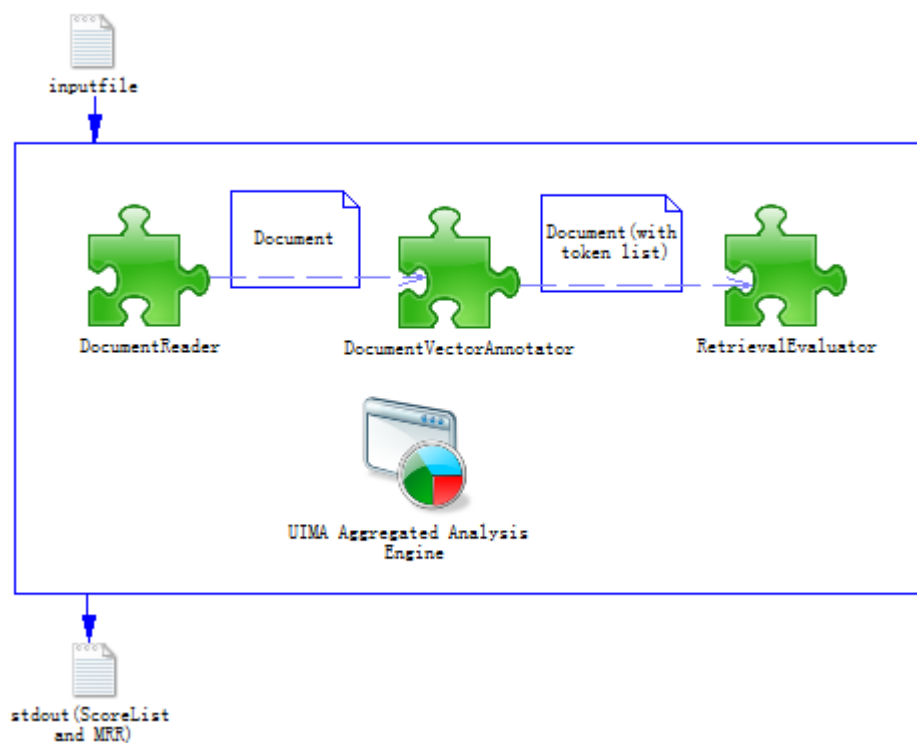 inputfile
Document
Document(with
token list)
DocumentReader
DocumentVectorAnnotator
RetrievalEvaluator
UIMA Aggregated Analysis
Engine
stdout(ScoreList
and MRR)